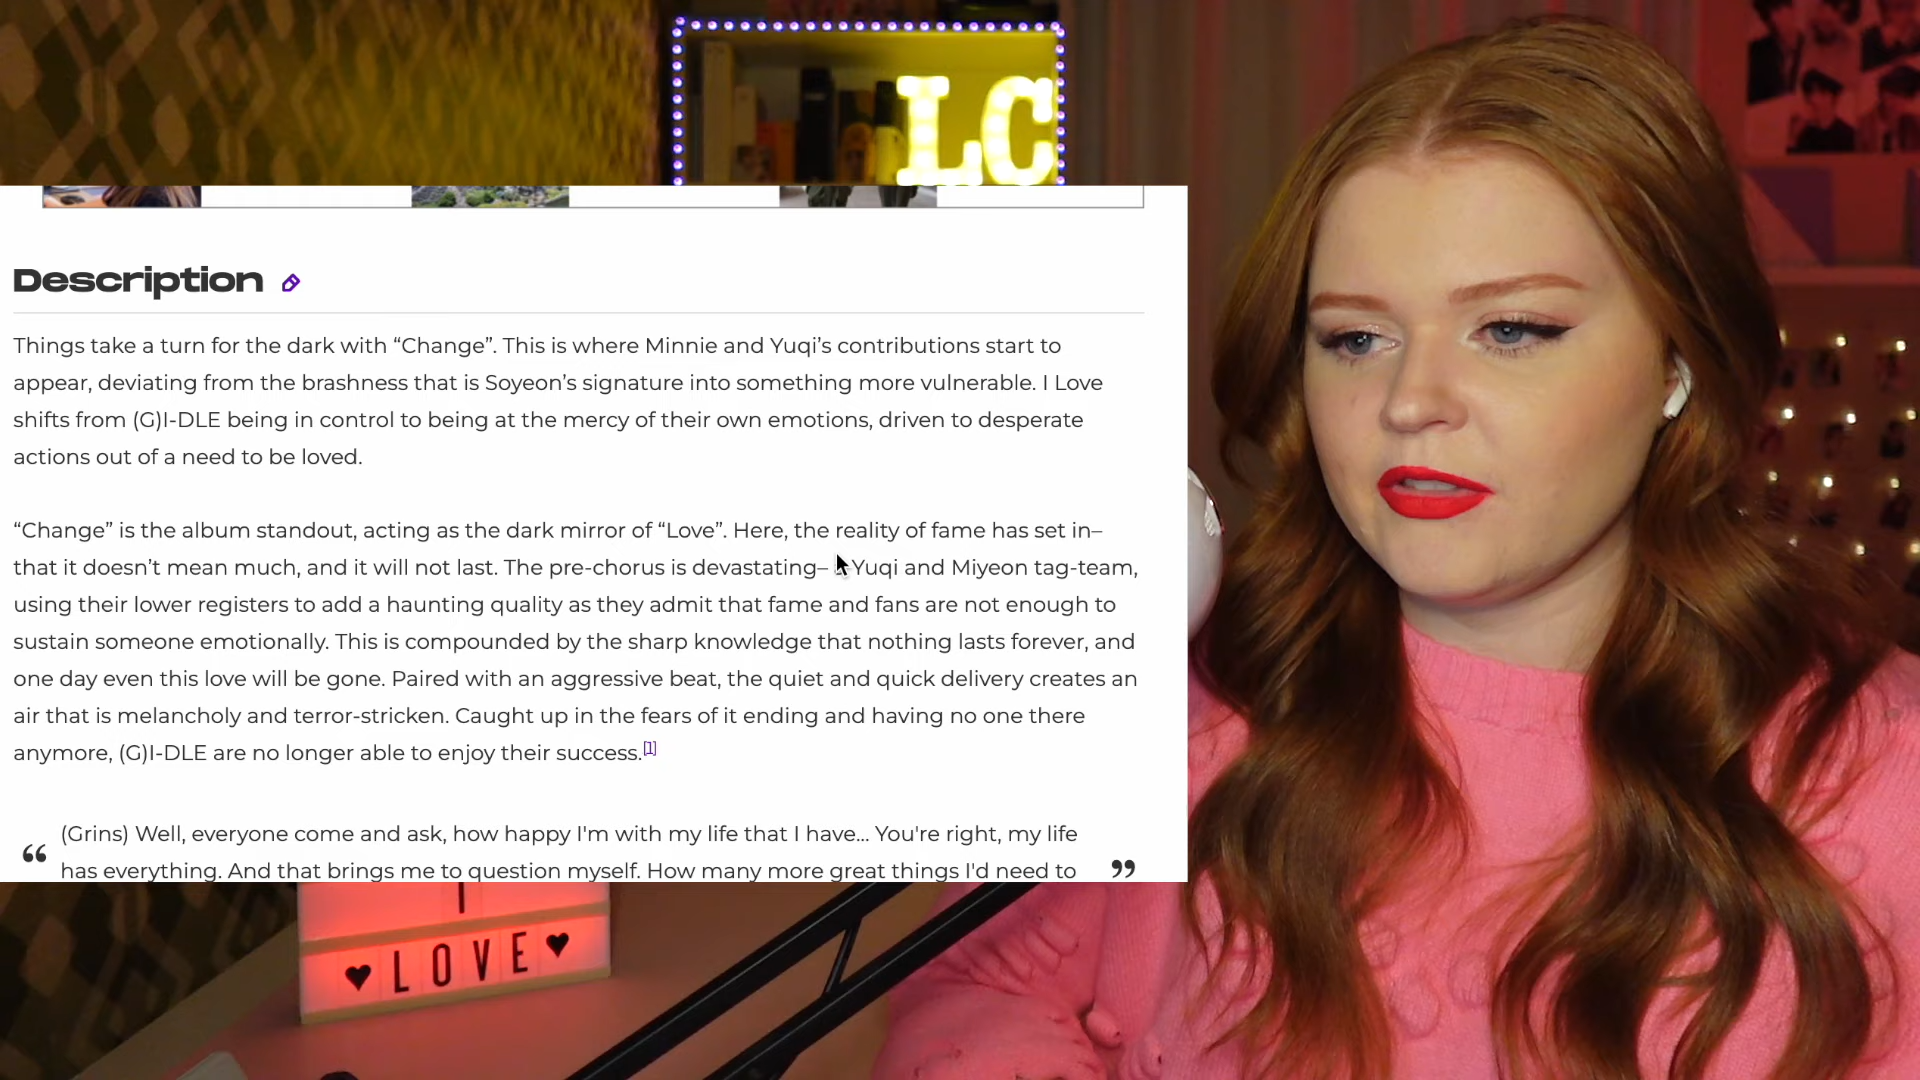 LC
Description
Things take a turn for the dark with “Change”. This is where Minnie and Yuqi’s contributions start to
appear, deviating from the brashness that is Soyeon’s signature into something more vulnerable. I Love
shifts from (G)I-DLE being in control to being at the mercy of their own emotions, driven to desperate
actions out of a need to be loved.
“Change” is the album standout, acting as the dark mirror of “Love”. Here, the reality of fame has set in–
that it doesn’t mean much, and it will not last. The pre-chorus is devastating– Yuqi and Miyeon tag-team,
using their lower registers to add a haunting quality as they admit that fame and fans are not enough to
sustain someone emotionally. This is compounded by the sharp knowledge that nothing lasts forever, and
one day even this love will be gone. Paired with an aggressive beat, the quiet and quick delivery creates an
air that is melancholy and terror-stricken. Caught up in the fears of it ending and having no one there
anymore, (G)I-DLE are no longer able to enjoy their success.[1]
“ (Grins) Well, everyone come and ask, how happy I'm with my life that I have... You're right, my life
has everything. And that brings me to question myself. How many more great things I'd need to ”
I
♥LOVE♥